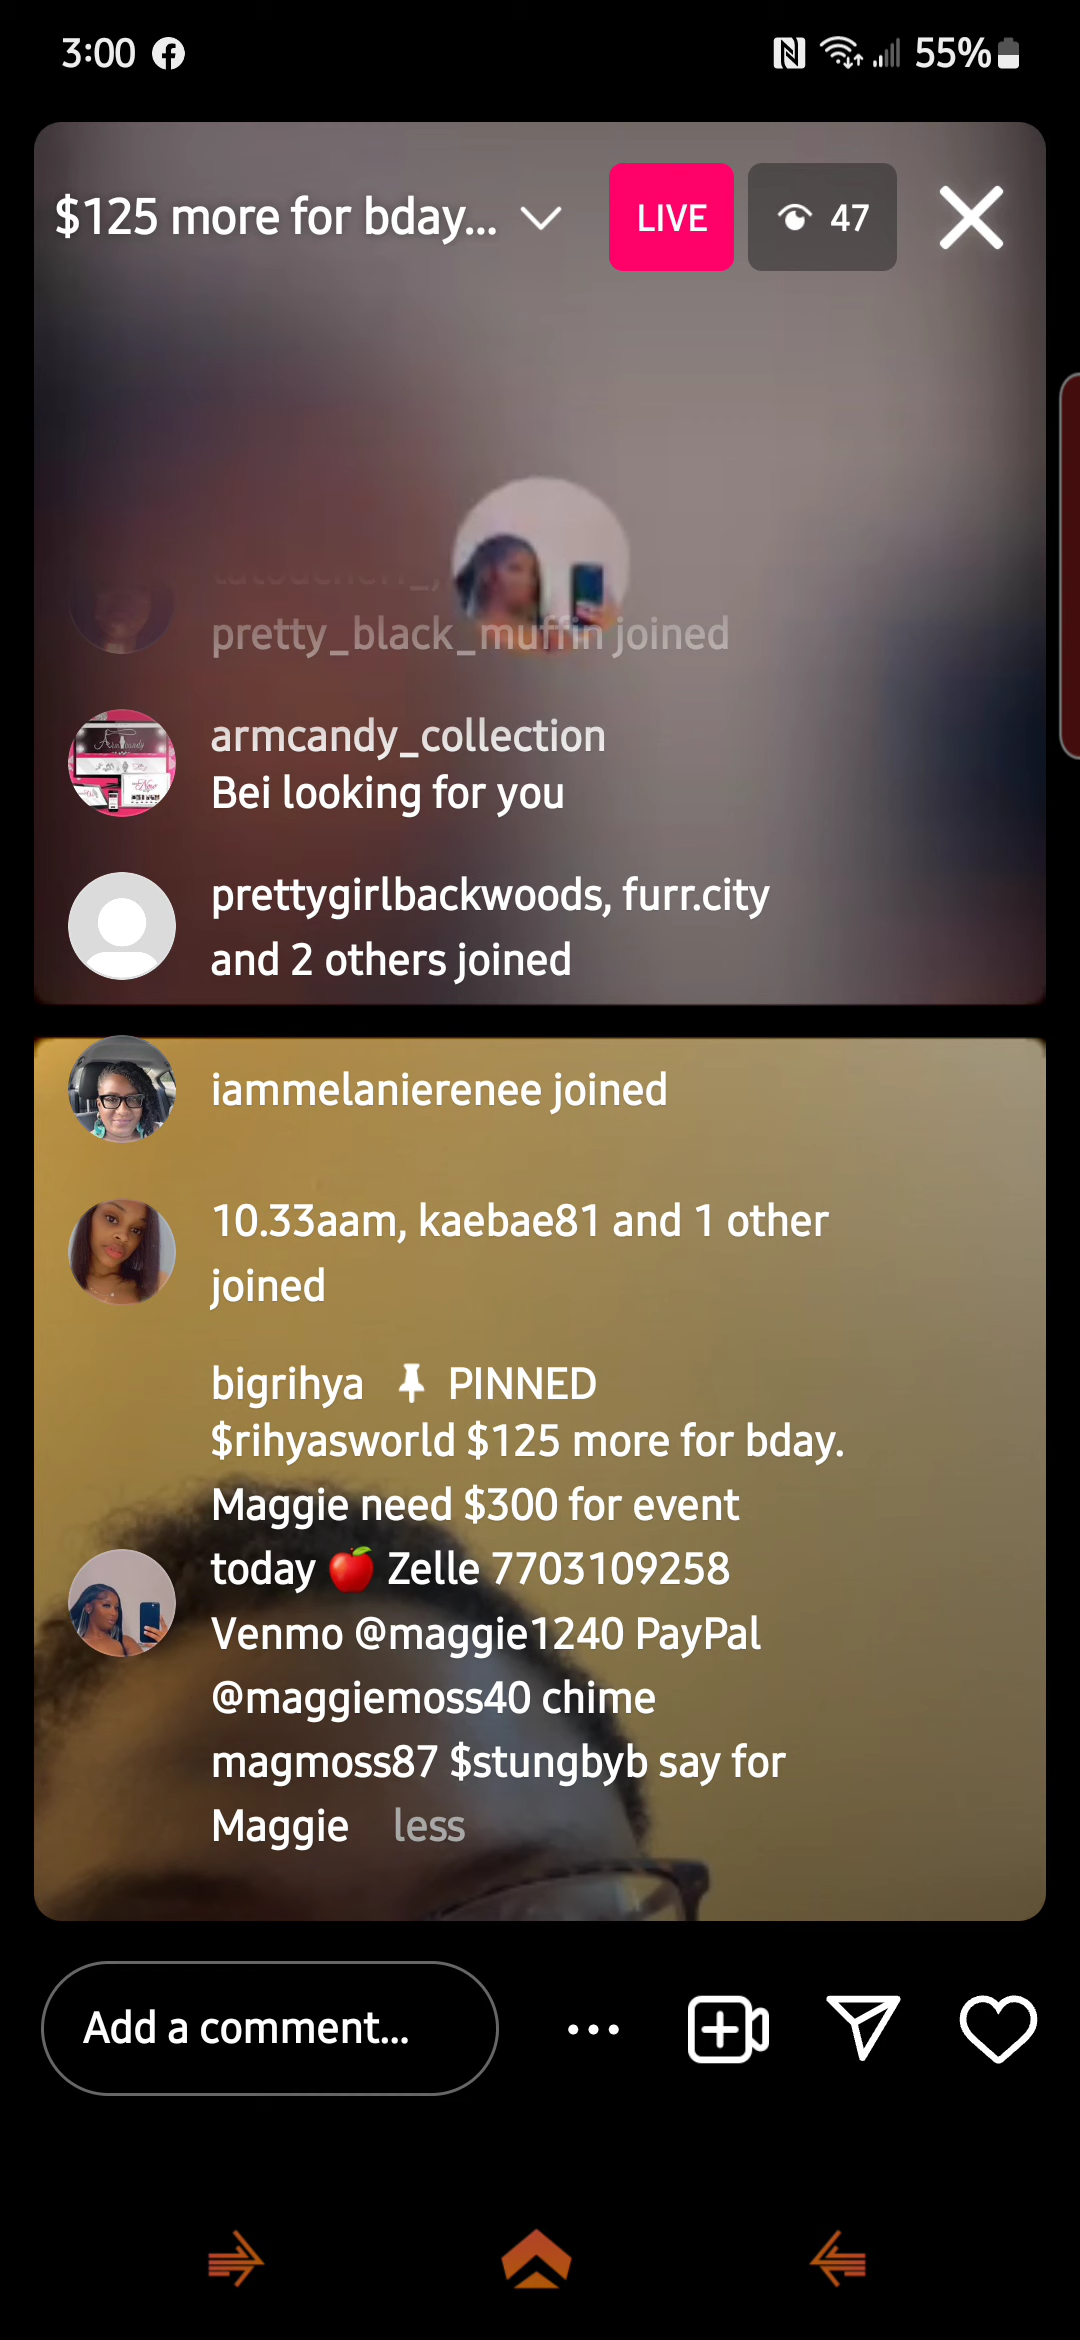 3:00
55%
$125 more for bday...
LIVE
47
pretty_black_muffin joined
armcandy_collection
Bei looking for you
prettygirlbackwoods, furr.city
and 2 others joined
iammelanierenee joined
10.33aam, kaebae81 and 1 other
joined
bigrihya PINNED
$rihyasworld $125 more for bday.
Maggie need $300 for event
today 🍎 Zelle 7703109258
Venmo @maggie1240 PayPal
@maggiemoss40 chime
magmoss87 $stungbyb say for
Maggie less
Add a comment...